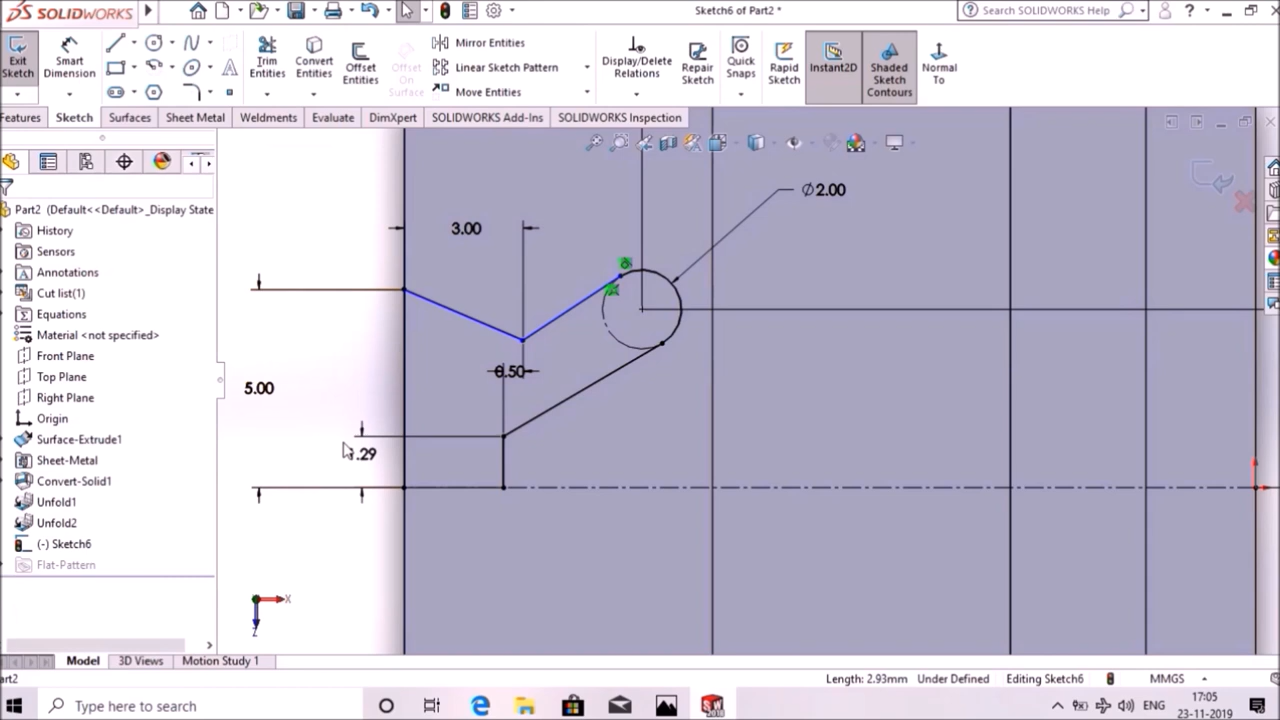 SOLIDWORKS
Sketch6 of Part2 *
Search SOLIDWORKS Help
Exit Sketch
Smart Dimension
Trim Entities
Convert Entities
Offset Entities
Offset On Surface
Mirror Entities
Linear Sketch Pattern
Move Entities
Display/Delete Relations
Repair Sketch
Quick Snaps
Rapid Sketch
Instant2D
Shaded Sketch Contours
Normal To
Features
Sketch
Surfaces
Sheet Metal
Weldments
Evaluate
DimXpert
SOLIDWORKS Add-Ins
SOLIDWORKS Inspection
Part2 (Default<<Default>_Display State
History
Sensors
Annotations
Cut list(1)
Equations
Material <not specified>
Front Plane
Top Plane
Right Plane
Origin
Surface-Extrude1
Sheet-Metal
Convert-Solid1
Unfold1
Unfold2
(-) Sketch6
Flat-Pattern
∅2.00
3.00
0.50
5.00
.29
X
Z
Model
3D Views
Motion Study 1
art2
Length: 2.93mm
Under Defined
Editing Sketch6
MMGS
Type here to search
ENG
17:05
23-11-2019